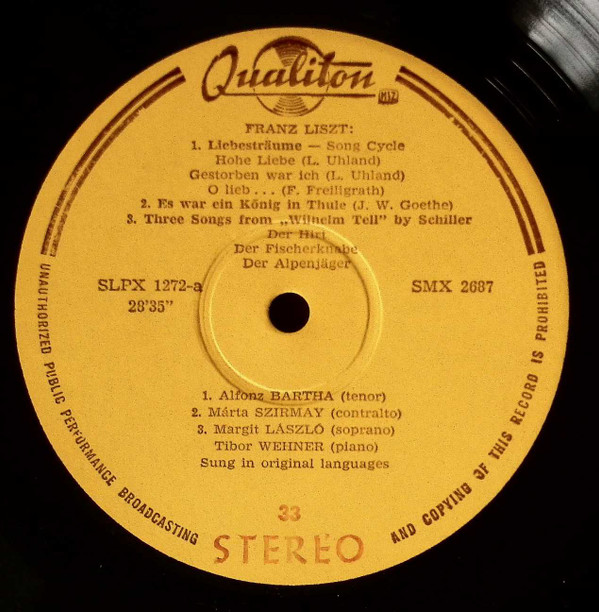 Qualiton
MHZ
FRANZ LISZT:
1. Liebesträume — Song Cycle
Hohe Liebe (L. Uhland)
Gestorben war ich (L. Uhland)
O lieb . . . (F. Freiligrath)
2. Es war ein König in Thule (J. W. Goethe)
3. Three Songs from „Wilhelm Tell" by Schiller
Der Hirt
Der Fischerknabe
Der Alpenjäger
SLPX 1272-a
28'35"
SMX 2687
1. Alfonz BARTHA (tenor)
2. Márta SZIRMAY (contralto)
3. Margit LÁSZLÓ (soprano)
Tibor WEHNER (piano)
Sung in original languages
33
STEREO
UNAUTHORIZED PUBLIC PERFORMANCE BROADCASTING AND COPYING OF THIS RECORD IS PROHIBITED